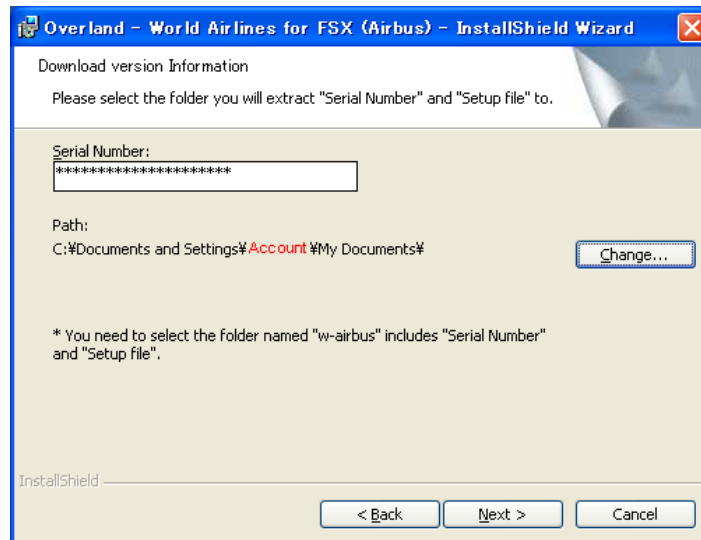 Overland - World Airlines for FSX (Airbus) - InstallShield Wizard
Download version Information
Please select the folder you will extract "Serial Number" and "Setup file" to.
Serial Number:
*********************
Path:
C:¥Documents and Settings¥Account¥My Documents¥
Change...
* You need to select the folder named "w-airbus" includes "Serial Number"
and "Setup file".
InstallShield
< Back
Next >
Cancel